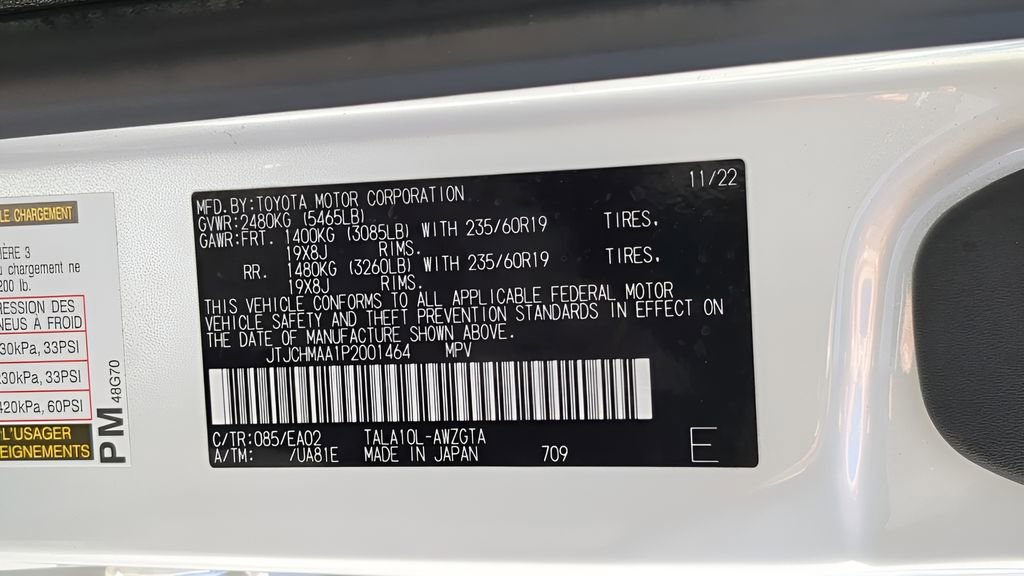 LE CHARGEMENT
IÈRE 3
u chargement ne
200 lb.
RESSION DES
NEUS À FROID
30kPa, 33PSI
230kPa, 33PSI
420kPa, 60PSI
L'USAGER
EIGNEMENTS
PM 48G70
MFD. BY:TOYOTA MOTOR CORPORATION 11/22
GVWR:2480KG (5465LB)
GAWR:FRT. 1400KG (3085LB) WITH 235/60R19 TIRES,
19X8J RIMS.
RR. 1480KG (3260LB) WITH 235/60R19 TIRES,
19X8J RIMS.
THIS VEHICLE CONFORMS TO ALL APPLICABLE FEDERAL MOTOR
VEHICLE SAFETY AND THEFT PREVENTION STANDARDS IN EFFECT ON
THE DATE OF MANUFACTURE SHOWN ABOVE.
JTJCHMAA1P2001464 MPV
C/TR:085/EA02 TALA10L-AWZGTA
A/TM: /UA81E MADE IN JAPAN 709 E